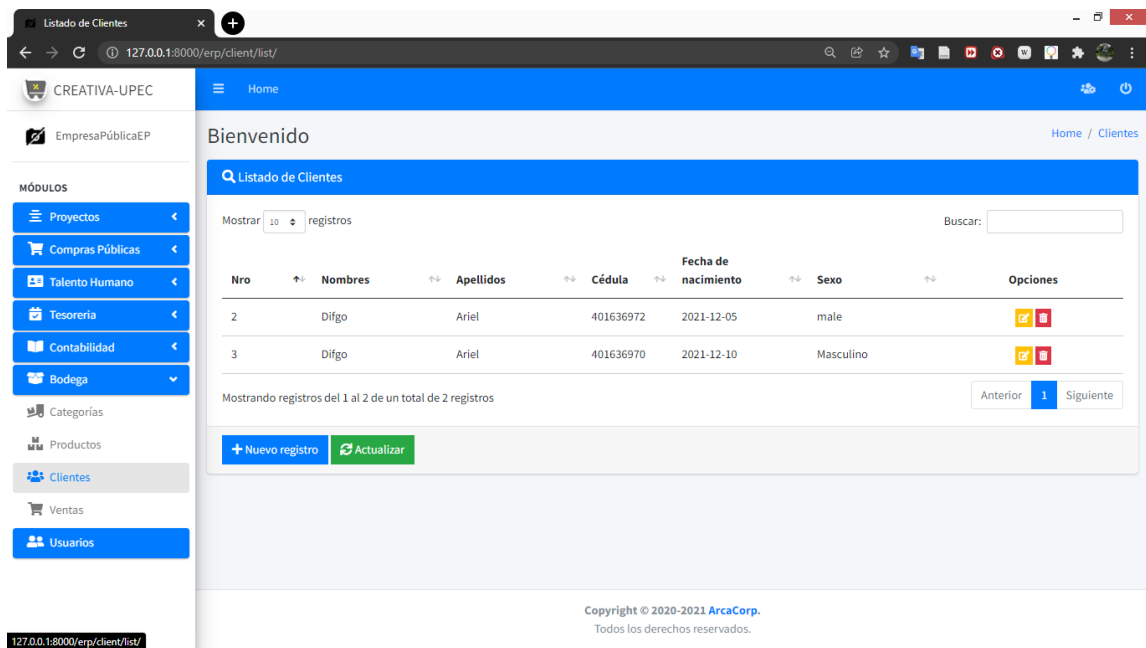 Listado de Clientes
127.0.0.1:8000/erp/client/list/
CREATIVA-UPEC
Home
EmpresaPúblicaEP
Bienvenido
Home / Clientes
MÓDULOS
Proyectos
Compras Públicas
Talento Humano
Tesoreria
Contabilidad
Bodega
Categorías
Productos
Clientes
Ventas
Usuarios
Listado de Clientes
Mostrar 10 registros
Buscar:
Nro Nombres Apellidos Cédula Fecha de nacimiento Sexo Opciones
2 Difgo Ariel 401636972 2021-12-05 male
3 Difgo Ariel 401636970 2021-12-10 Masculino
Mostrando registros del 1 al 2 de un total de 2 registros
Anterior 1 Siguiente
Nuevo registro Actualizar
Copyright © 2020-2021 ArcaCorp.
Todos los derechos reservados.
127.0.0.1:8000/erp/client/list/